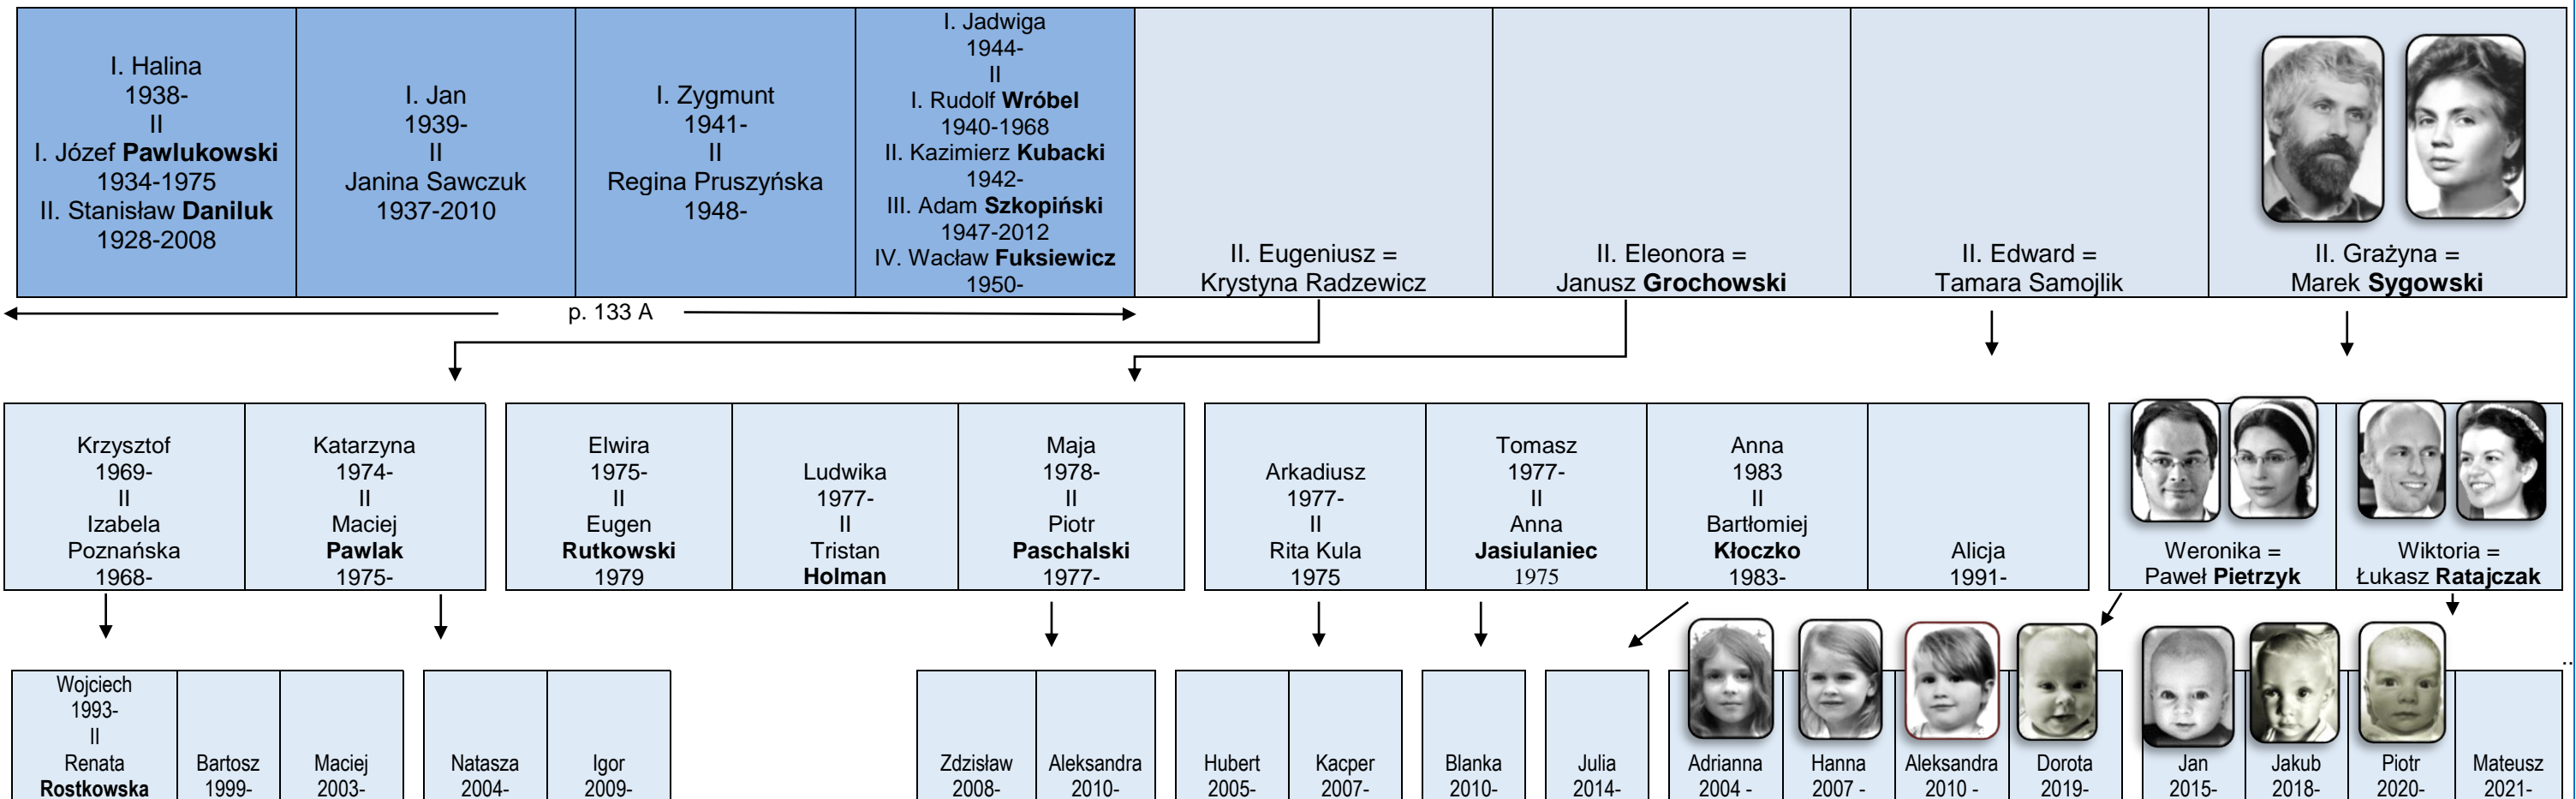 I. Halina
1938-
II
I. Józef Pawlukowski
1934-1975
II. Stanisław Daniluk
1928-2008
I. Jan
1939-
II
Janina Sawczuk
1937-2010
I. Zygmunt
1941-
II
Regina Pruszyńska
1948-
I. Jadwiga
1944-
II
I. Rudolf Wróbel
1940-1968
II. Kazimierz Kubacki
1942-
III. Adam Szkopiński
1947-2012
IV. Wacław Fuksiewicz
1950-
II. Eugeniusz =
Krystyna Radzewicz
II. Eleonora =
Janusz Grochowski
II. Edward =
Tamara Samojlik
II. Grażyna =
Marek Sygowski
p. 133 A
Krzysztof
1969-
II
Izabela
Poznańska
1968-
Katarzyna
1974-
II
Maciej
Pawlak
1975-
Elwira
1975-
II
Eugen
Rutkowski
1979
Ludwika
1977-
II
Tristan
Holman
Maja
1978-
II
Piotr
Paschalski
1977-
Arkadiusz
1977-
II
Rita Kula
1975
Tomasz
1977-
II
Anna
Jasiulaniec
1975
Anna
1983
II
Bartłomiej
Kłoczko
1983-
Alicja
1991-
Weronika =
Paweł Pietrzyk
Wiktoria =
Łukasz Ratajczak
Wojciech
1993-
II
Renata
Rostkowska
Bartosz
1999-
Maciej
2003-
Natasza
2004-
Igor
2009-
Zdzisław
2008-
Aleksandra
2010-
Hubert
2005-
Kacper
2007-
Blanka
2010-
Julia
2014-
Adrianna
2004 -
Hanna
2007 -
Aleksandra
2010 -
Dorota
2019-
Jan
2015-
Jakub
2018-
Piotr
2020-
Mateusz
2021-
..